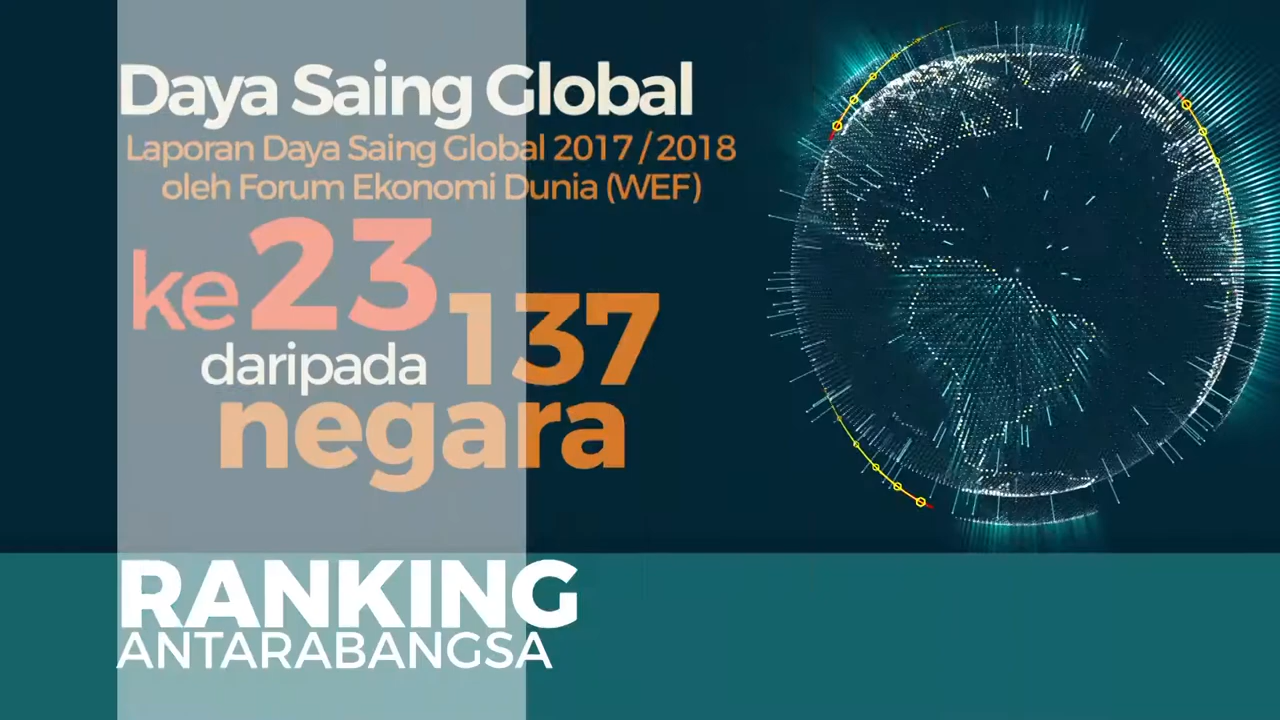 Daya Saing Global
Laporan Daya Saing Global 2017 / 2018
oleh Forum Ekonomi Dunia (WEF)
ke 23
daripada 137
negara
RANKING
ANTARABANGSA